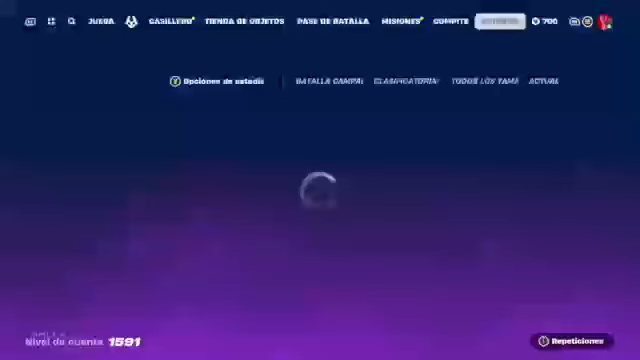 JUEGA CASILLERO TIENDA DE OBJETOS PASE DE BATALLA MISIONES COMPITE 700
Opciones de estadís BATALLA CAMPAL CLASIFICATORIA TODOS LOS TAMA ACTUAL
Nivel de cuenta 1591
Repeticiones